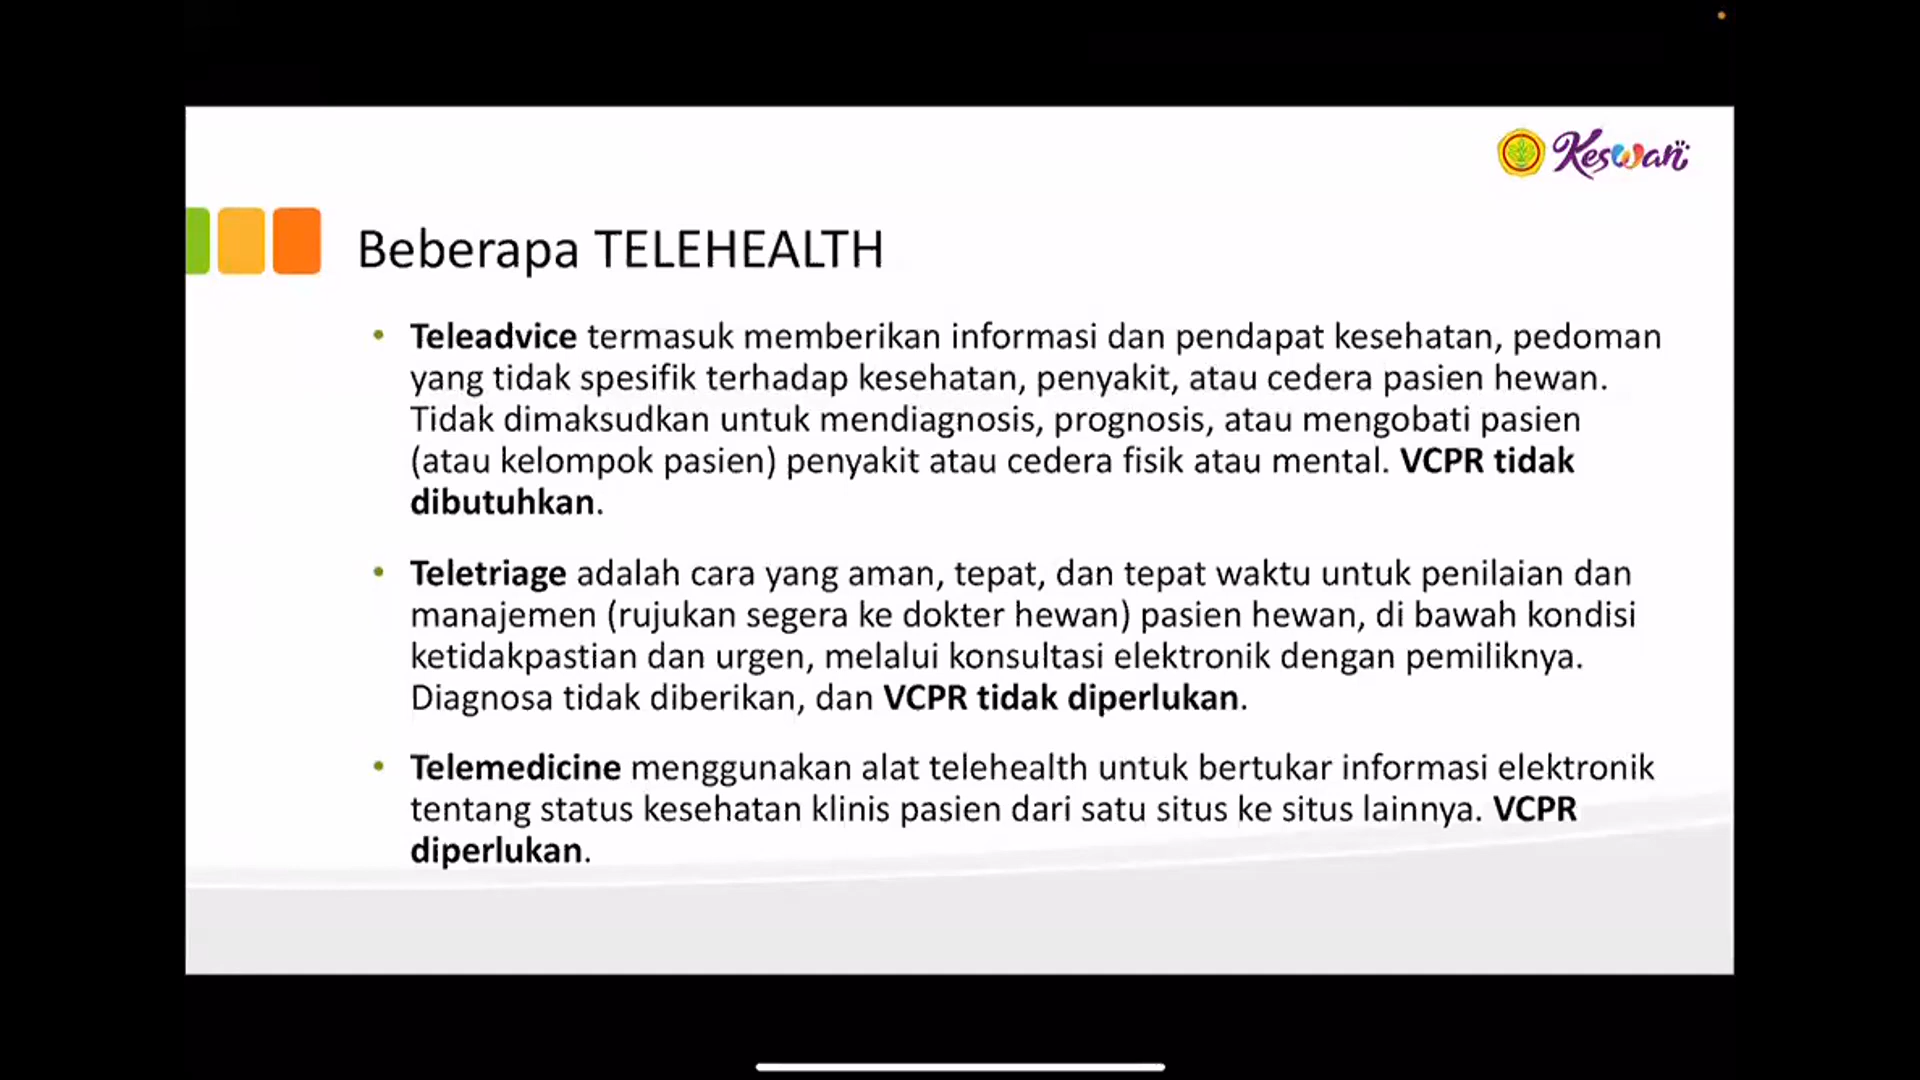 Keswan
Beberapa TELEHEALTH
• Teleadvice termasuk memberikan informasi dan pendapat kesehatan, pedoman
yang tidak spesifik terhadap kesehatan, penyakit, atau cedera pasien hewan.
Tidak dimaksudkan untuk mendiagnosis, prognosis, atau mengobati pasien
(atau kelompok pasien) penyakit atau cedera fisik atau mental. VCPR tidak
dibutuhkan.
• Teletriage adalah cara yang aman, tepat, dan tepat waktu untuk penilaian dan
manajemen (rujukan segera ke dokter hewan) pasien hewan, di bawah kondisi
ketidakpastian dan urgen, melalui konsultasi elektronik dengan pemiliknya.
Diagnosa tidak diberikan, dan VCPR tidak diperlukan.
• Telemedicine menggunakan alat telehealth untuk bertukar informasi elektronik
tentang status kesehatan klinis pasien dari satu situs ke situs lainnya. VCPR
diperlukan.